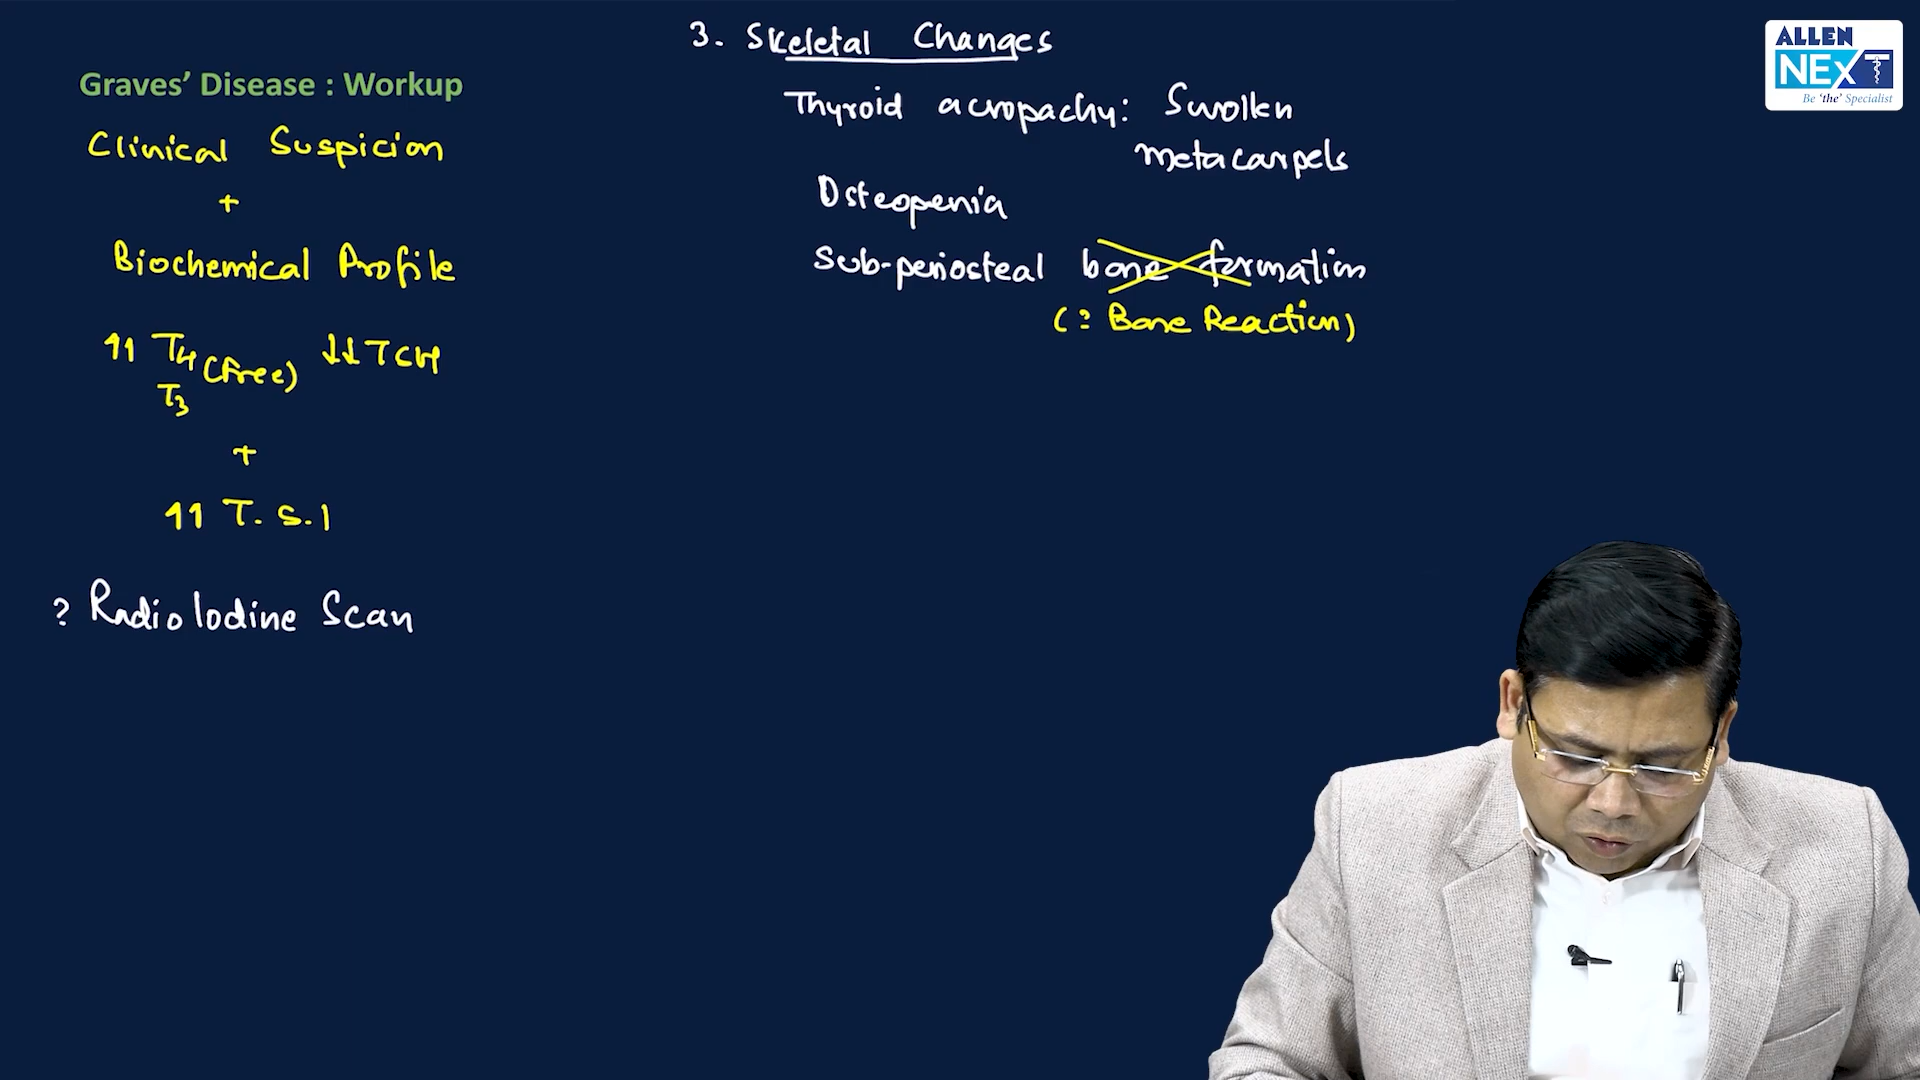 Graves' Disease : Workup
Clinical Suspicion
+
Biochemical Profile
↑↑ T4 (free) ↓↓ TSH
T3
+
↑↑ T.S.I
? Radio Iodine Scan
3. Skeletal Changes
Thyroid acropachy: Swollen
metacarpels
Osteopenia
Sub-periosteal bone formation
(? Bone Reaction)
ALLEN
NEXT
Be 'the' Specialist